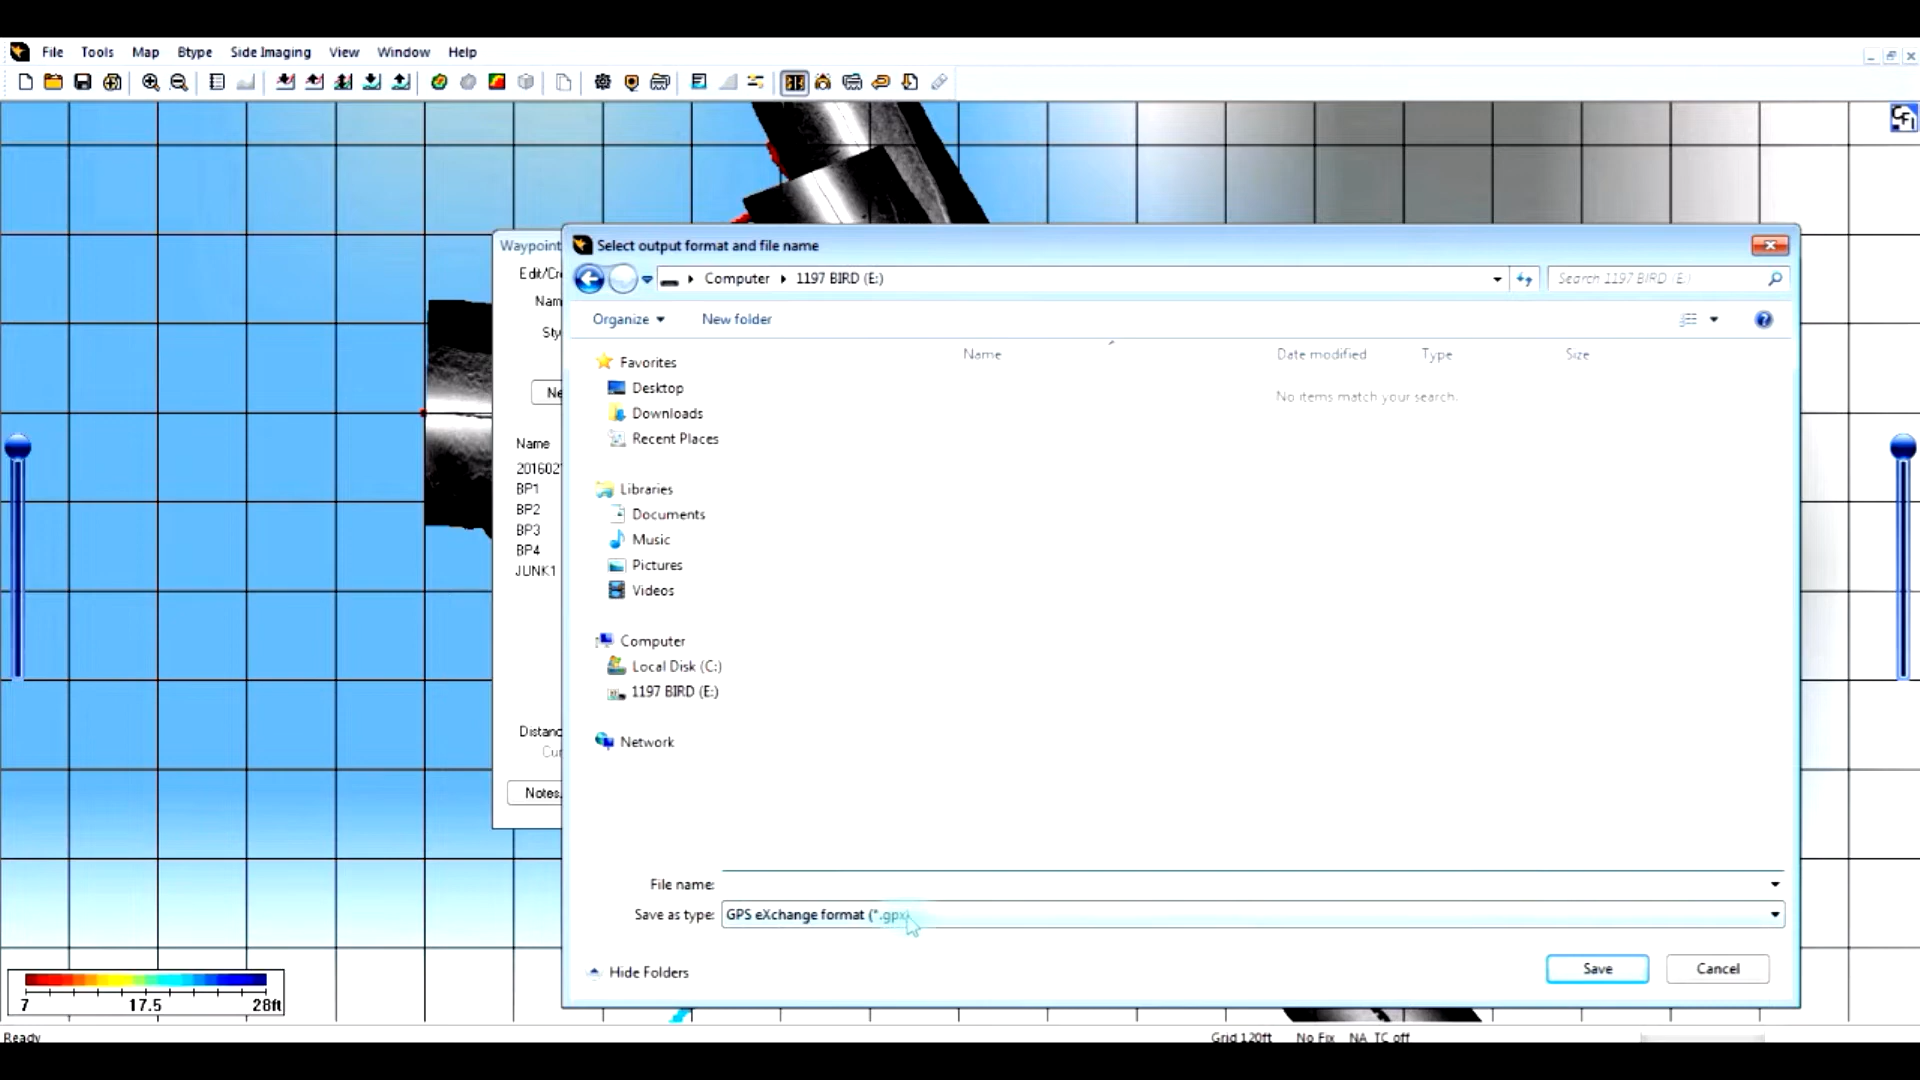 File Tools Map Btype Side Imaging View Window Help
Waypoint
Select output format and file name
Computer 1197 BIRD (E:)
Search 1197 BIRD (E:)
Organize New folder
Name Date modified Type Size
No items match your search.
Favorites
Desktop
Downloads
Recent Places
Libraries
Documents
Music
Pictures
Videos
Computer
Local Disk (C:)
1197 BIRD (E:)
Network
Edit/Cr
Nam
Sty
Ne
Name
201602
BP1
BP2
BP3
BP4
JUNK1
Distanc
Cur
Notes.
File name:
Save as type: GPS eXchange format (*.gpx)
Hide Folders
Save Cancel
7 17.5 28ft
Ready
Grid 120ft No Fix NA TC off